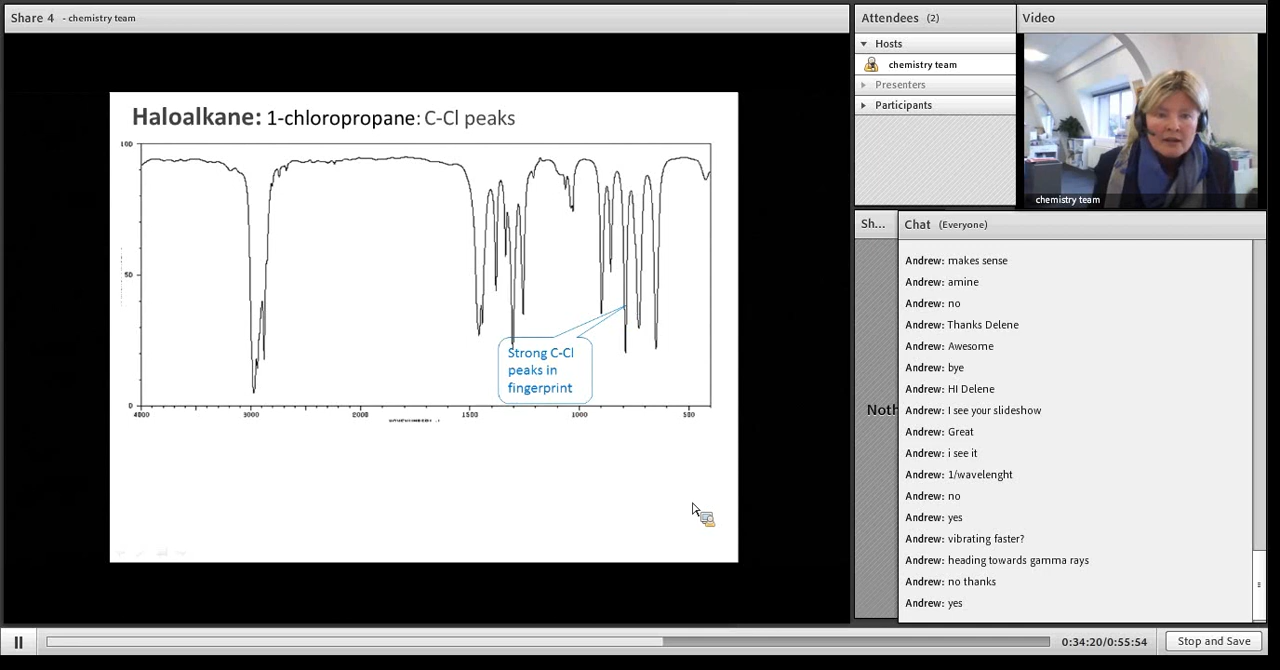 Share 4 - chemistry team
Attendees (2)
Video
Hosts
chemistry team
Presenters
Participants
chemistry team
Haloalkane: 1-chloropropane: C-Cl peaks
100
50
0
4000 3000 2000 1500 1000 500
Strong C-Cl
peaks in
fingerprint
Sh...
Chat (Everyone)
Noth
Andrew: makes sense
Andrew: amine
Andrew: no
Andrew: Thanks Delene
Andrew: Awesome
Andrew: bye
Andrew: HI Delene
Andrew: I see your slideshow
Andrew: Great
Andrew: i see it
Andrew: 1/wavelenght
Andrew: no
Andrew: yes
Andrew: vibrating faster?
Andrew: heading towards gamma rays
Andrew: no thanks
Andrew: yes
0:34:20/0:55:54
Stop and Save